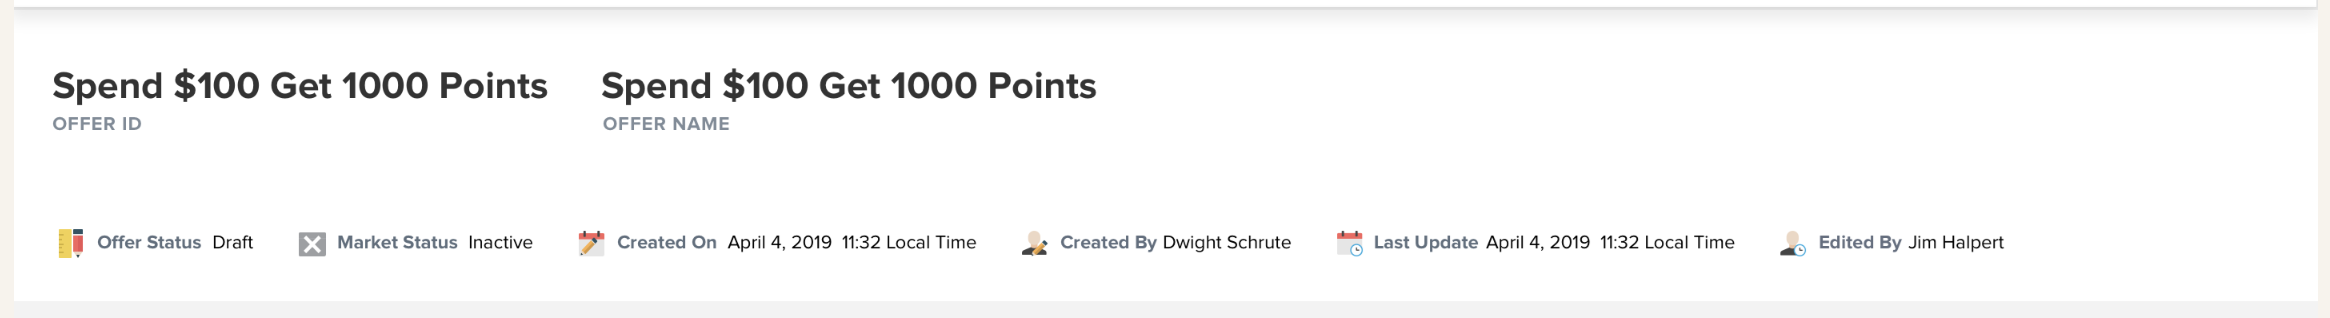 Spend $100 Get 1000 Points Spend $100 Get 1000 Points
OFFER ID OFFER NAME
Offer Status Draft Market Status Inactive Created On April 4, 2019 11:32 Local Time Created By Dwight Schrute Last Update April 4, 2019 11:32 Local Time Edited By Jim Halpert